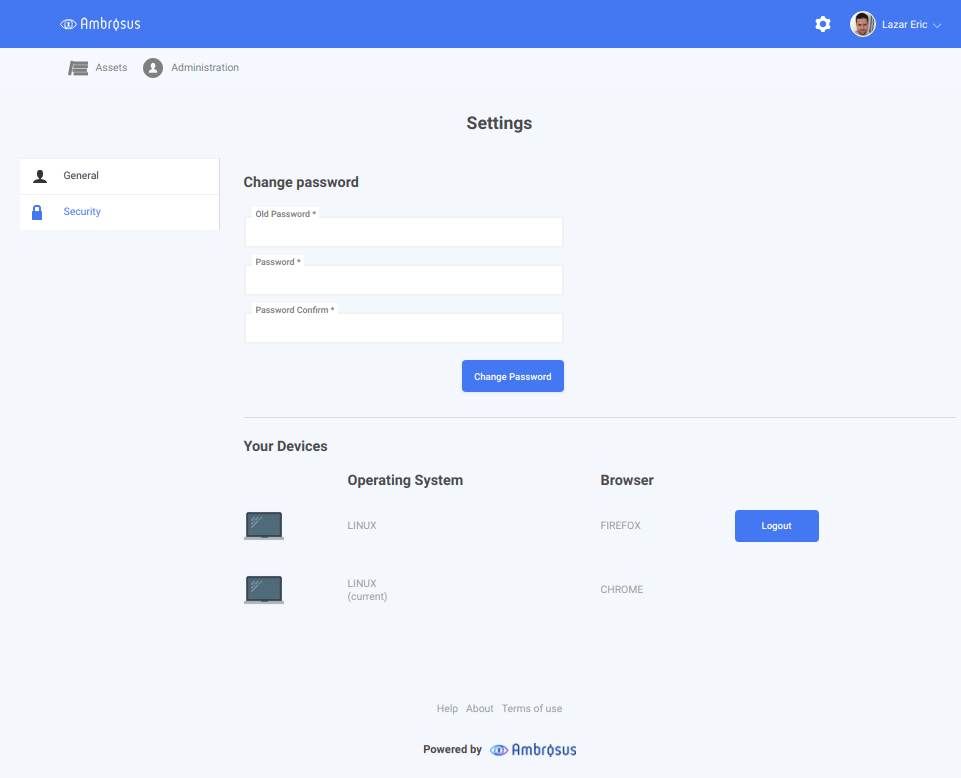 Ambrosus
Lazar Eric
Assets
Administration
Settings
General
Security
Change password
Old Password *
Password *
Password Confirm *
Change Password
Your Devices
Operating System Browser
LINUX FIREFOX Logout
LINUX
(current)
CHROME
Help About Terms of use
Powered by Ambrosus